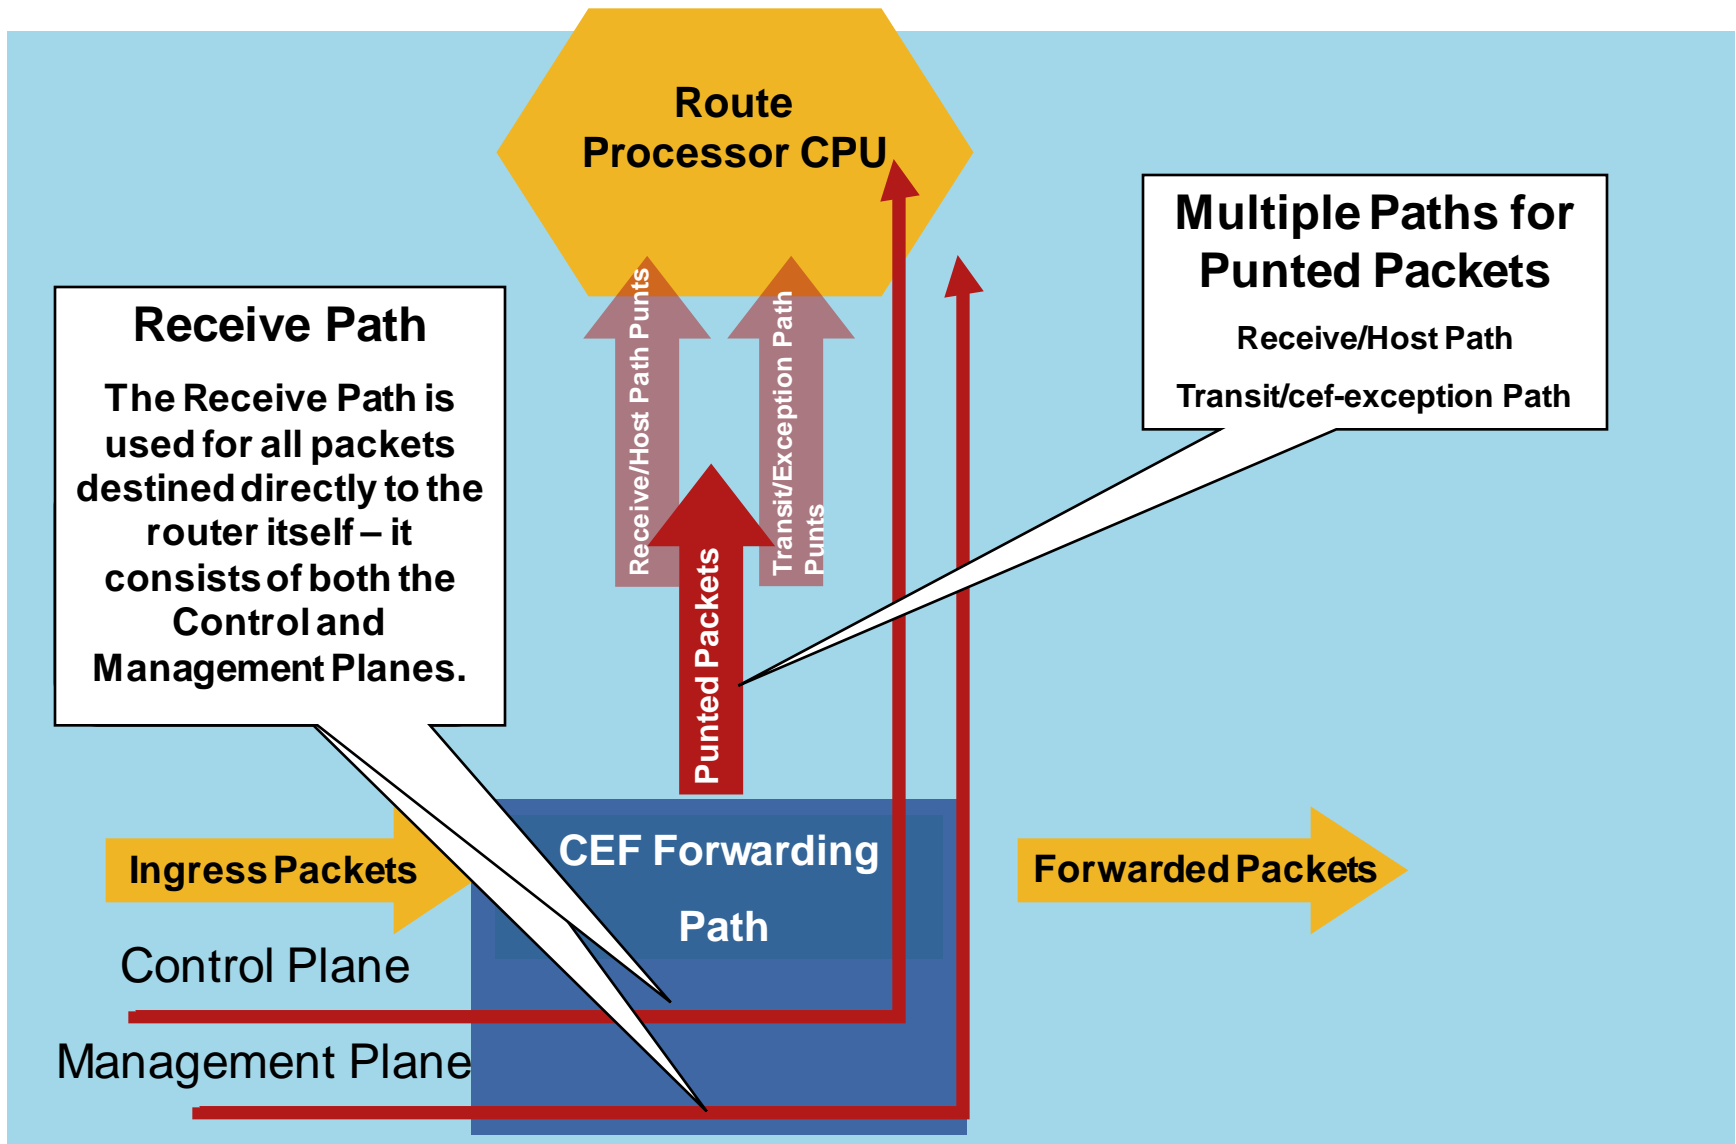 Route
Processor CPU
Multiple Paths for
Punted Packets
Receive/Host Path
Transit/cef-exception Path
Receive Path
The Receive Path is
used for all packets
destined directly to the
router itself – it
consists of both the
Control and
Management Planes.
Receive/Host Path Punts
Transit/Exception Path
Punts
Punted Packets
Ingress Packets
CEF Forwarding
Path
Forwarded Packets
Control Plane
Management Plane